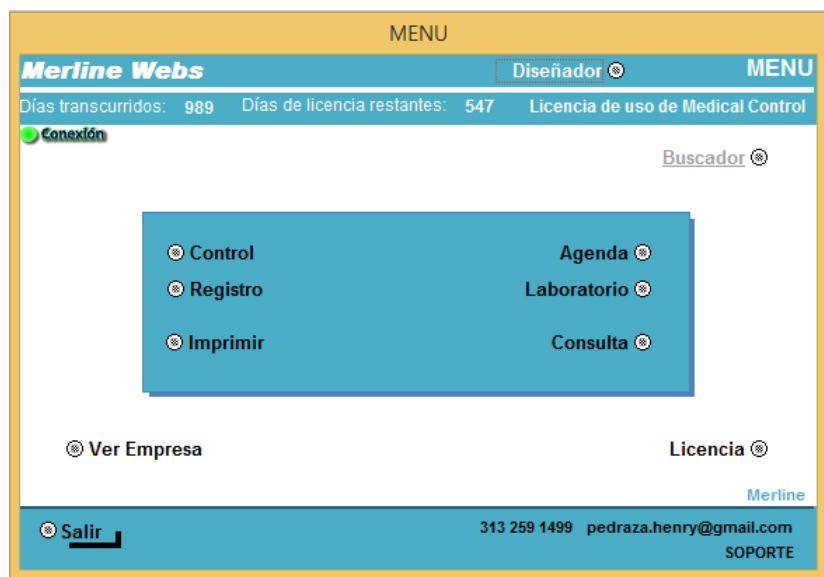 MENU
Merline Webs Diseñador MENU
Días transcurridos: 989 Días de licencia restantes: 547 Licencia de uso de Medical Control
Conexión
Buscador
Control Agenda
Registro Laboratorio
Imprimir Consulta
Ver Empresa Licencia
Merline
Salir 313 259 1499 pedraza.henry@gmail.com
SOPORTE